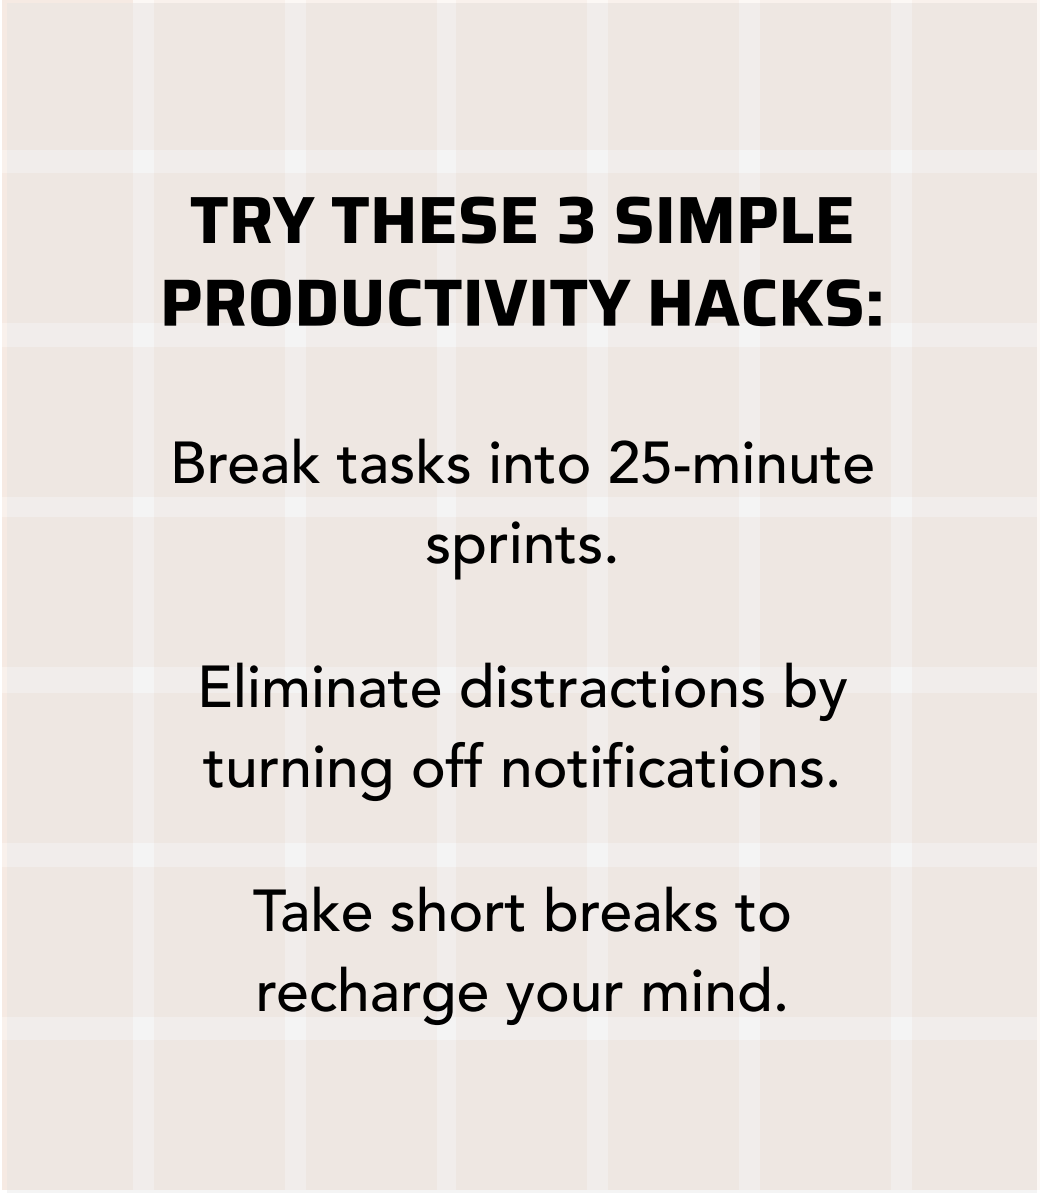 TRY THESE 3 SIMPLE
PRODUCTIVITY HACKS:
Break tasks into 25-minute
sprints.
Eliminate distractions by
turning off notifications.
Take short breaks to
recharge your mind.